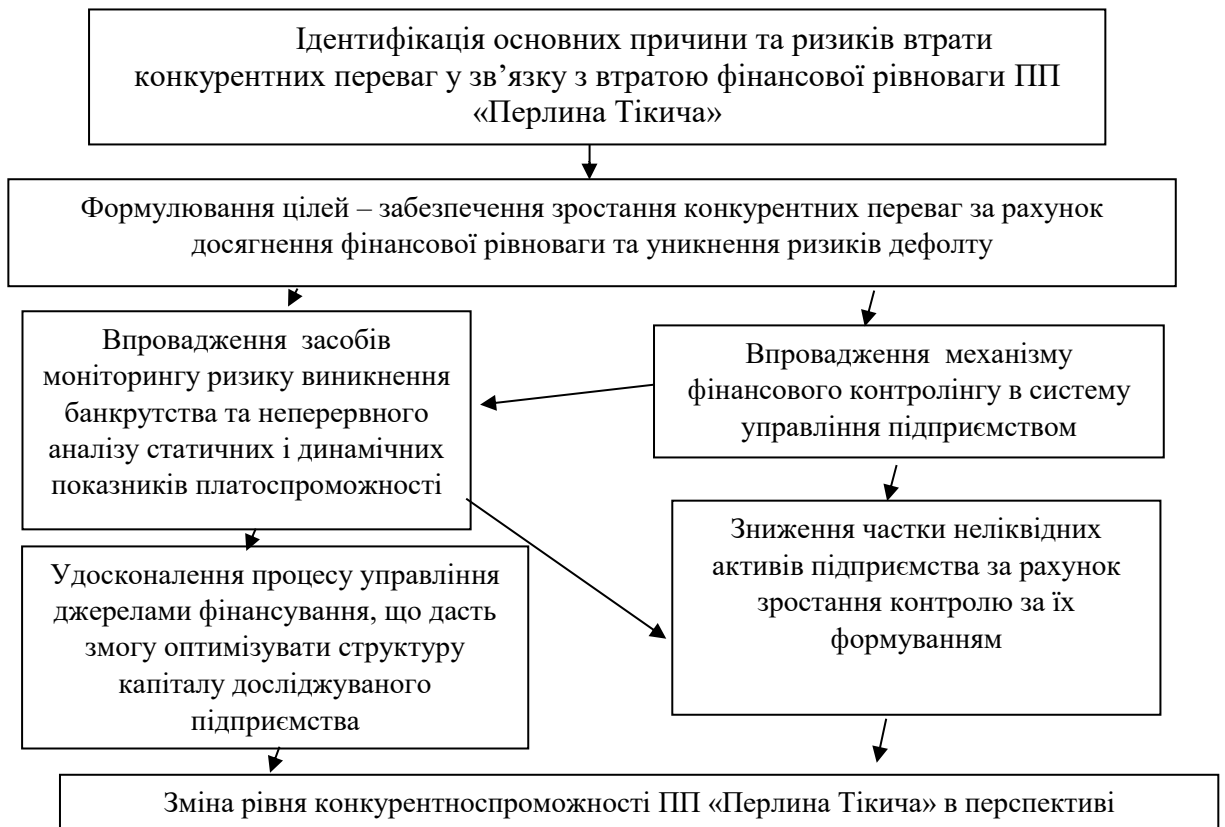 Ідентифікація основних причини та ризиків втрати
конкурентних переваг у зв’язку з втратою фінансової рівноваги ПП
«Перлина Тікича»
Формулювання цілей – забезпечення зростання конкурентних переваг за рахунок
досягнення фінансової рівноваги та уникнення ризиків дефолту
Впровадження засобів
моніторингу ризику виникнення
банкрутства та неперервного
аналізу статичних і динамічних
показників платоспроможності
Впровадження механізму
фінансового контролінгу в систему
управління підприємством
Удосконалення процесу управління
джерелами фінансування, що дасть
змогу оптимізувати структуру
капіталу досліджуваного
підприємства
Зниження частки неліквідних
активів підприємства за рахунок
зростання контролю за їх
формуванням
Зміна рівня конкурентноспроможності ПП «Перлина Тікича» в перспективі